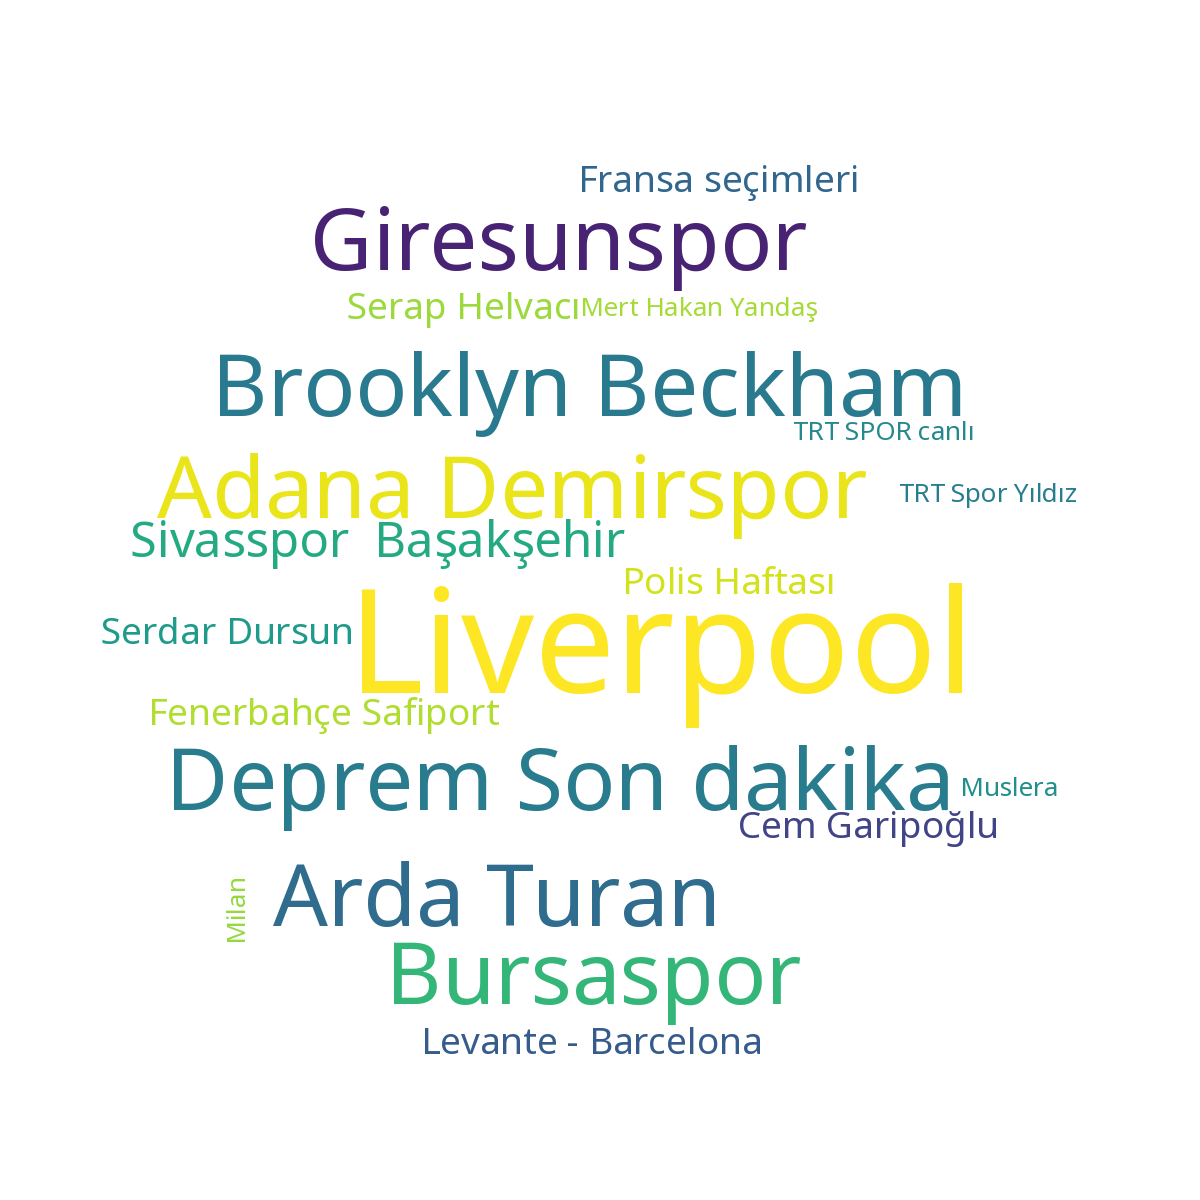 Fransa seçimleri
Giresunspor
Serap Helvacı
Mert Hakan Yandaş
Brooklyn Beckham
TRT SPOR canlı
Adana Demirspor
TRT Spor Yıldız
Sivasspor
Başakşehir
Polis Haftası
Liverpool
Serdar Dursun
Fenerbahçe Safiport
Deprem Son dakika
Muslera
Cem Garipoğlu
Arda Turan
Milan
Bursaspor
Levante - Barcelona